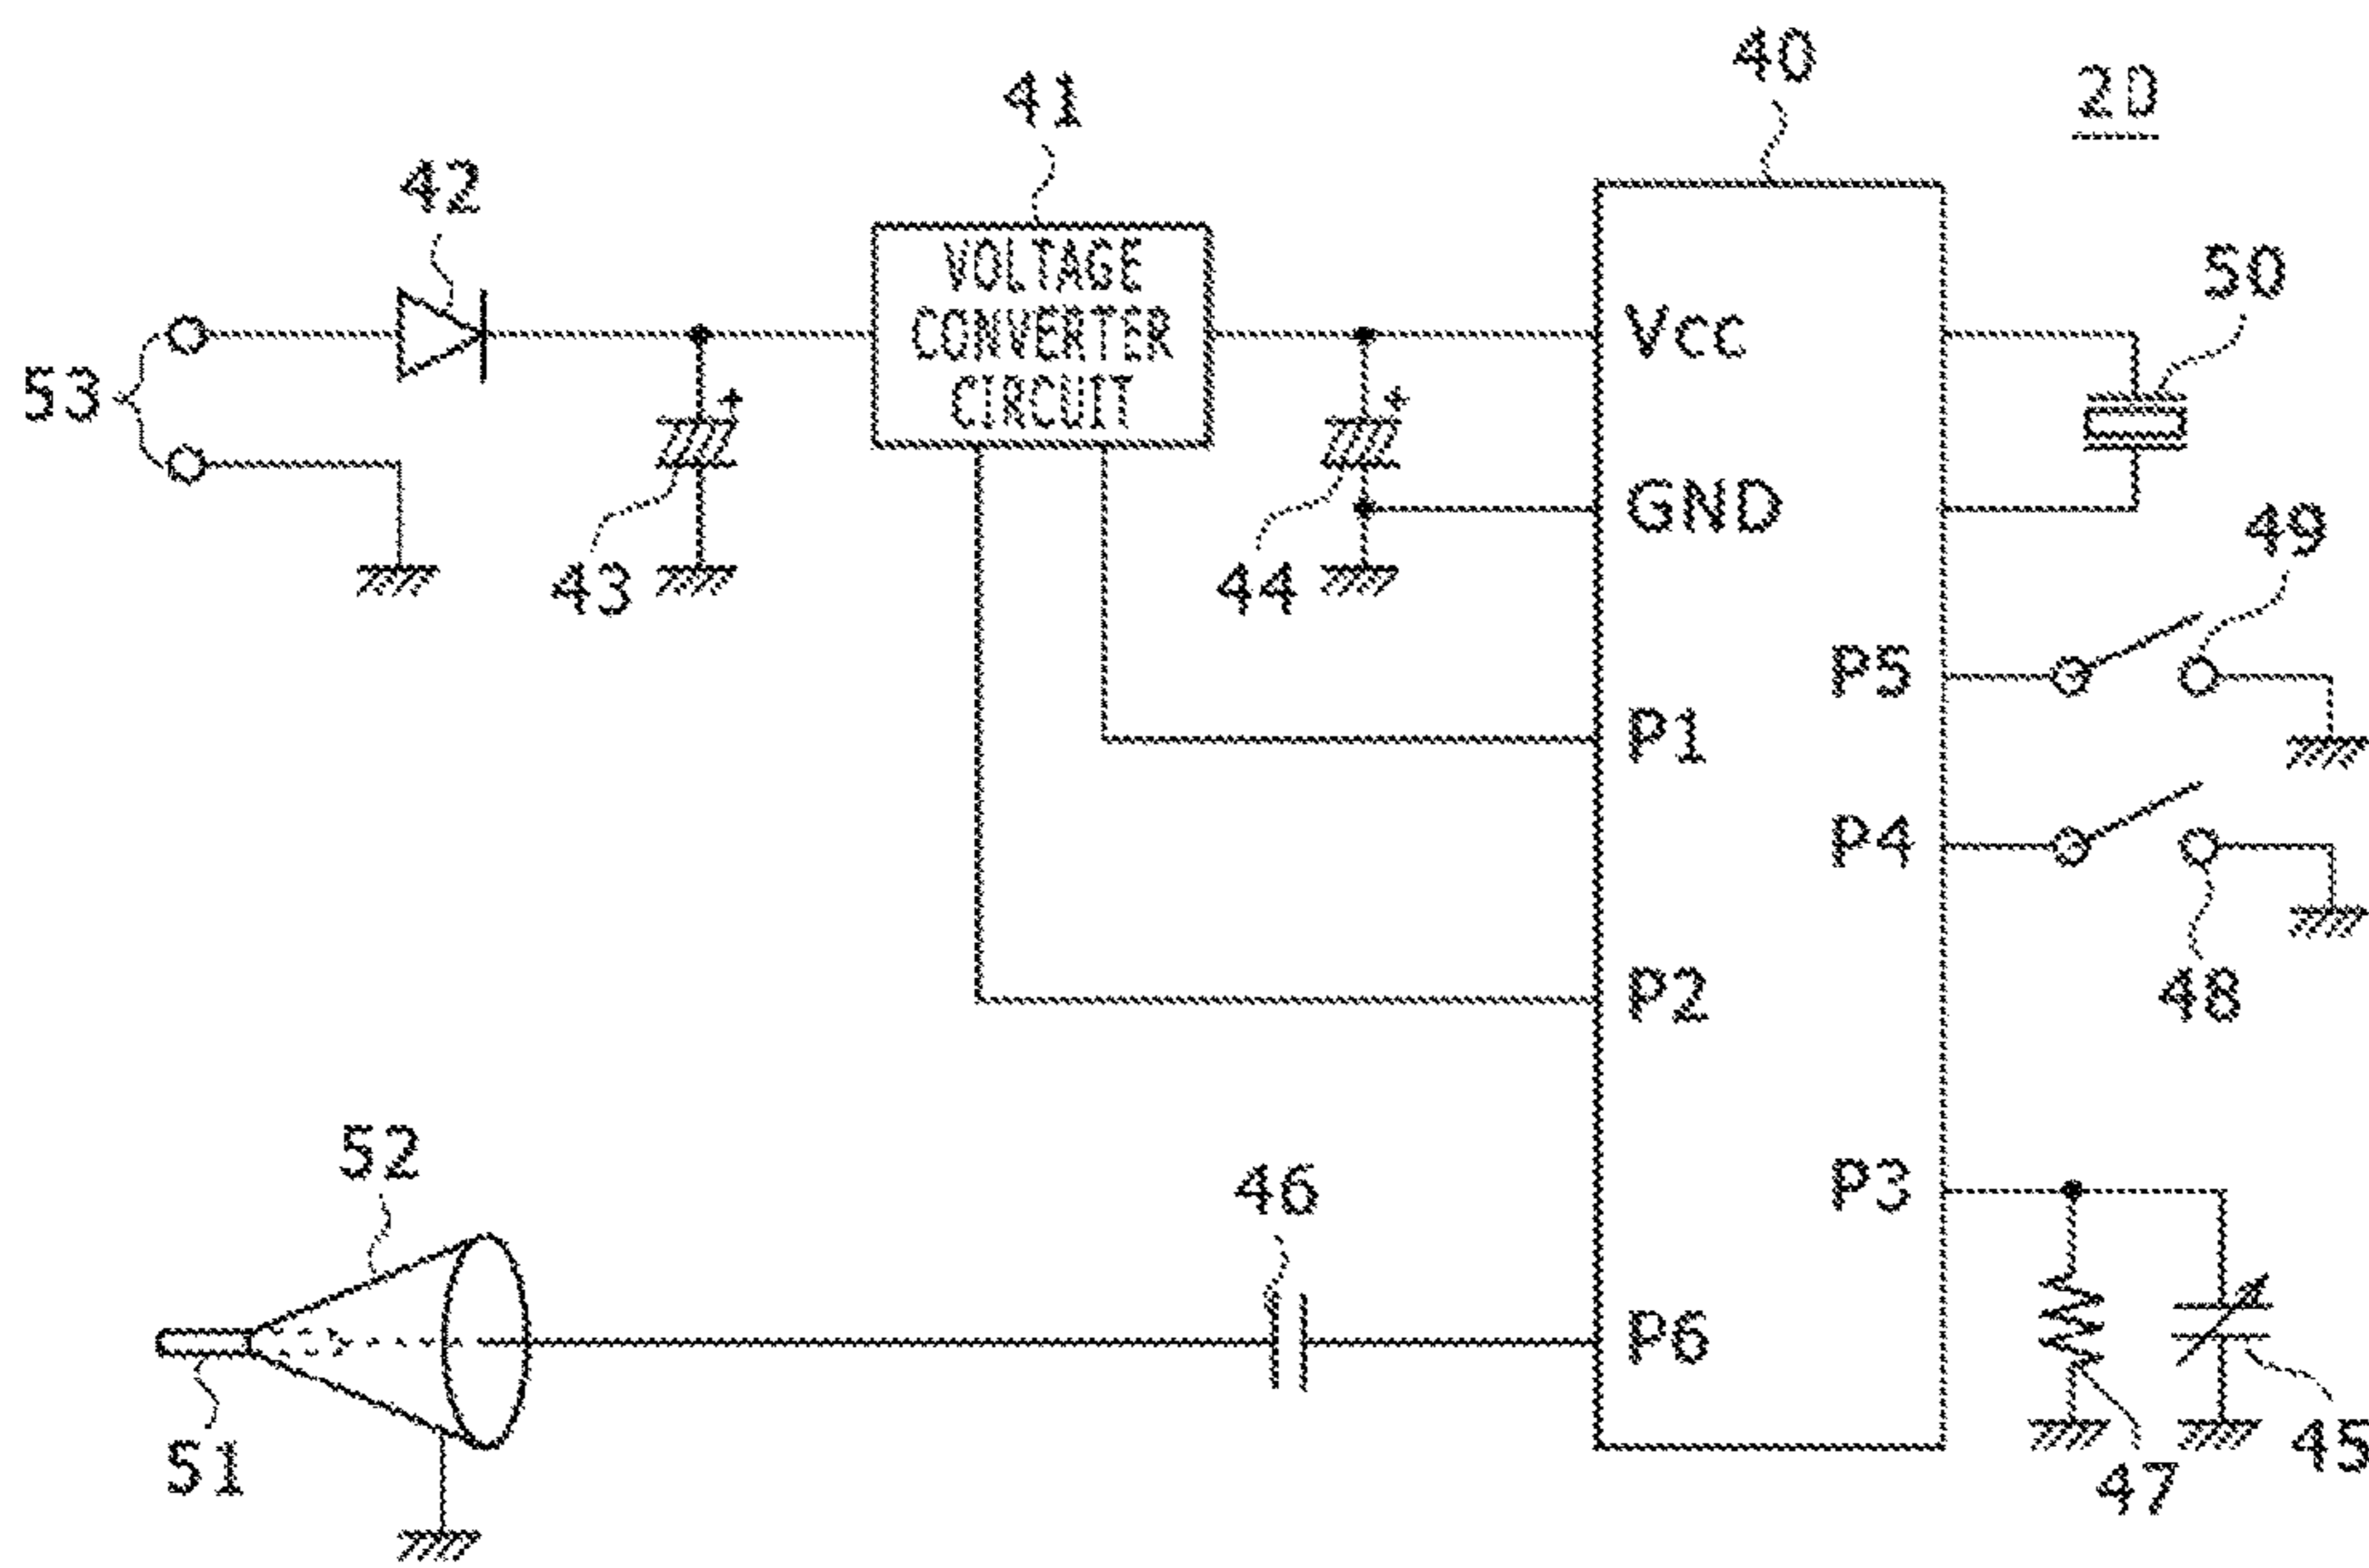 40
2D
41
42
VOLTAGE
CONVERTER
CIRCUIT
50
Vcc
53
+
+
GND
49
43
44
P5
P1
P4
P2
48
52
46
P3
P6
51
47
45